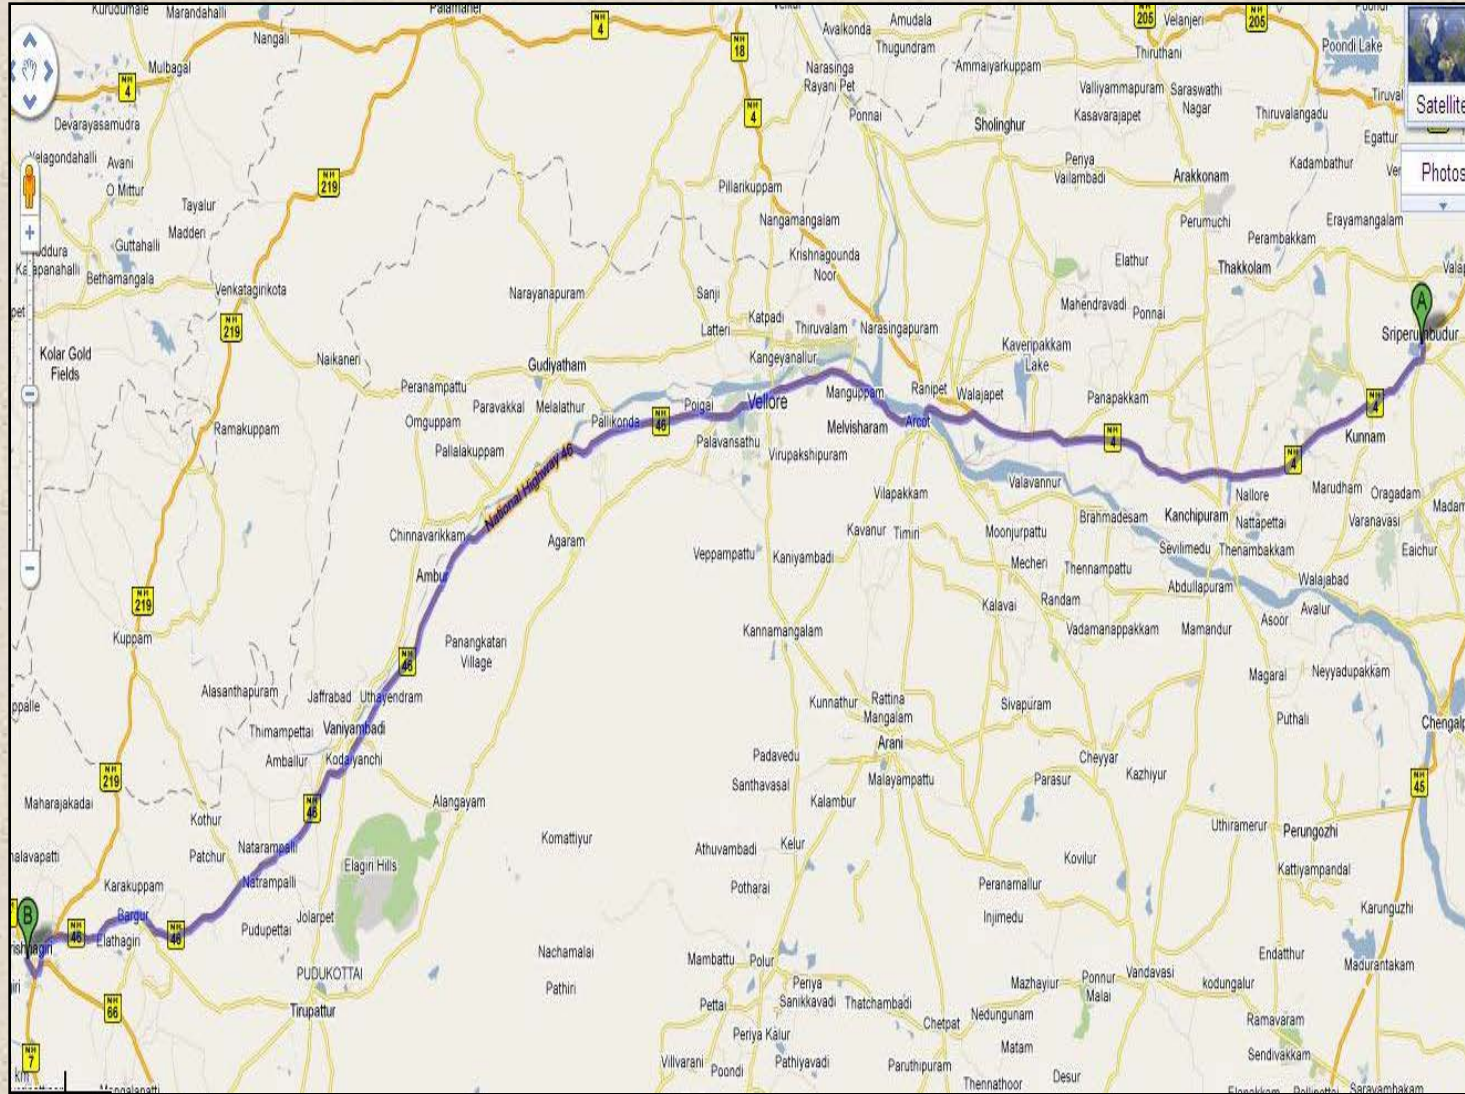 Kurudumale
Marandahalli
Palamaner
Nangali
NH
4
Mulbagal
NH
4
Devarayasamudra
Avani
O Mittur
Tayalur
Madderi
Guttahalli
Bethamangala
NH
219
Venkatagirikota
NH
219
Kolar Gold
Fields
Naikaneri
Ramakuppam
NH
219
Kuppam
NH
219
Maharajakadai
NH
18
NH
4
Avalkonda
Amudala
Thugundram
Narasinga
Rayani Pet
Ponnai
Ammaiyarkuppam
Sholinghur
NH
205
Velanjeri
NH
205
Thiruthani
Poondi Lake
Valliyammapuram
Saraswathi
Nagar
Kasavarajapet
Thiruvalangadu
Egattur
Satellite
Photos
Periya
Vailambadi
Arakkonam
Kadambathur
Perumuchi
Erayamangalam
Perambakkam
Thakkolam
Pillarikuppam
Nangamangalam
Krishnagounda
Noor
Elathur
Mahendravadi
Ponnai
A
Sriperumbudur
Narayanapuram
Sanji
Katpadi
Latteri
Thiruvalam
Narasingapuram
Kangeyanallur
Kaveripakkam
Lake
Gudiyatham
Peranampattu
Paravakkal
Melalathur
Omguppam
Pallikonda
NH
46
Poigai
Vellore
Manguppam
Ranipet
Walajapet
Panapakkam
Arcot
Melvisharam
NH
4
NH
4
Kunnam
NH
4
Pallalakuppam
Palavansathu
Virupakshipuram
National Highway 46
Vilapakkam
Valavannur
Nallore
Marudham
Oragadam
Kanchipuram
Nattapettai
Varanavasi
Brahmadesam
Chinnavarikkam
Agaram
Veppampattu
Kaniyambadi
Kavanur
Timiri
Moonjurpattu
Sevilimedu
Thenambakkam
Eaichur
Mecheri
Thennampattu
Abdullapuram
Walajabad
Avalur
Asoor
Ambur
Kalavai
Randam
Vadamanappakkam
Mamandur
Kannamangalam
Panangkatari
Village
NH
46
Magaral
Neyyadupakkam
Alasanthapuram
Jaffrabad
Uthayendram
Kunnathur
Rattina
Mangalam
Sivapuram
Puthali
Thimampettai
Vaniyambadi
Arani
Amballur
Kodaiyanchi
Padavedu
Santhavasal
Malayampattu
Cheyyar
Parasur
Kazhiyur
NH
45
NH
46
Alangayam
Kalambur
Kothur
Natarampalli
Komattiyur
Athuvambadi
Kelur
Uthiramerur
Perungozhi
Patchur
Elagiri Hills
Kovilur
Kattiyampandal
Karakuppam
Natrampalli
Potharai
Peranamallur
Karunguzhi
B
Bargur
Jolarpet
Injimedu
NH
46
Elathagiri
NH
46
Pudupettai
Nachamalai
Mambattu
Polur
Endatthur
Madurantakam
PUDUKOTTAI
Pathiri
Periya
Sanikkavadi
Thatchambadi
Mazhayiur
Ponnur
Malai
Vandavasi
kodungalur
NH
66
Tirupattur
Pettai
Chetpat
Nedungunam
Ramavaram
Periya Kalur
Matam
Sendivakkam
NH
7
Villvarani
Poondi
Pathiyavadi
Paruthipuram
Thennathoor
Desur
km